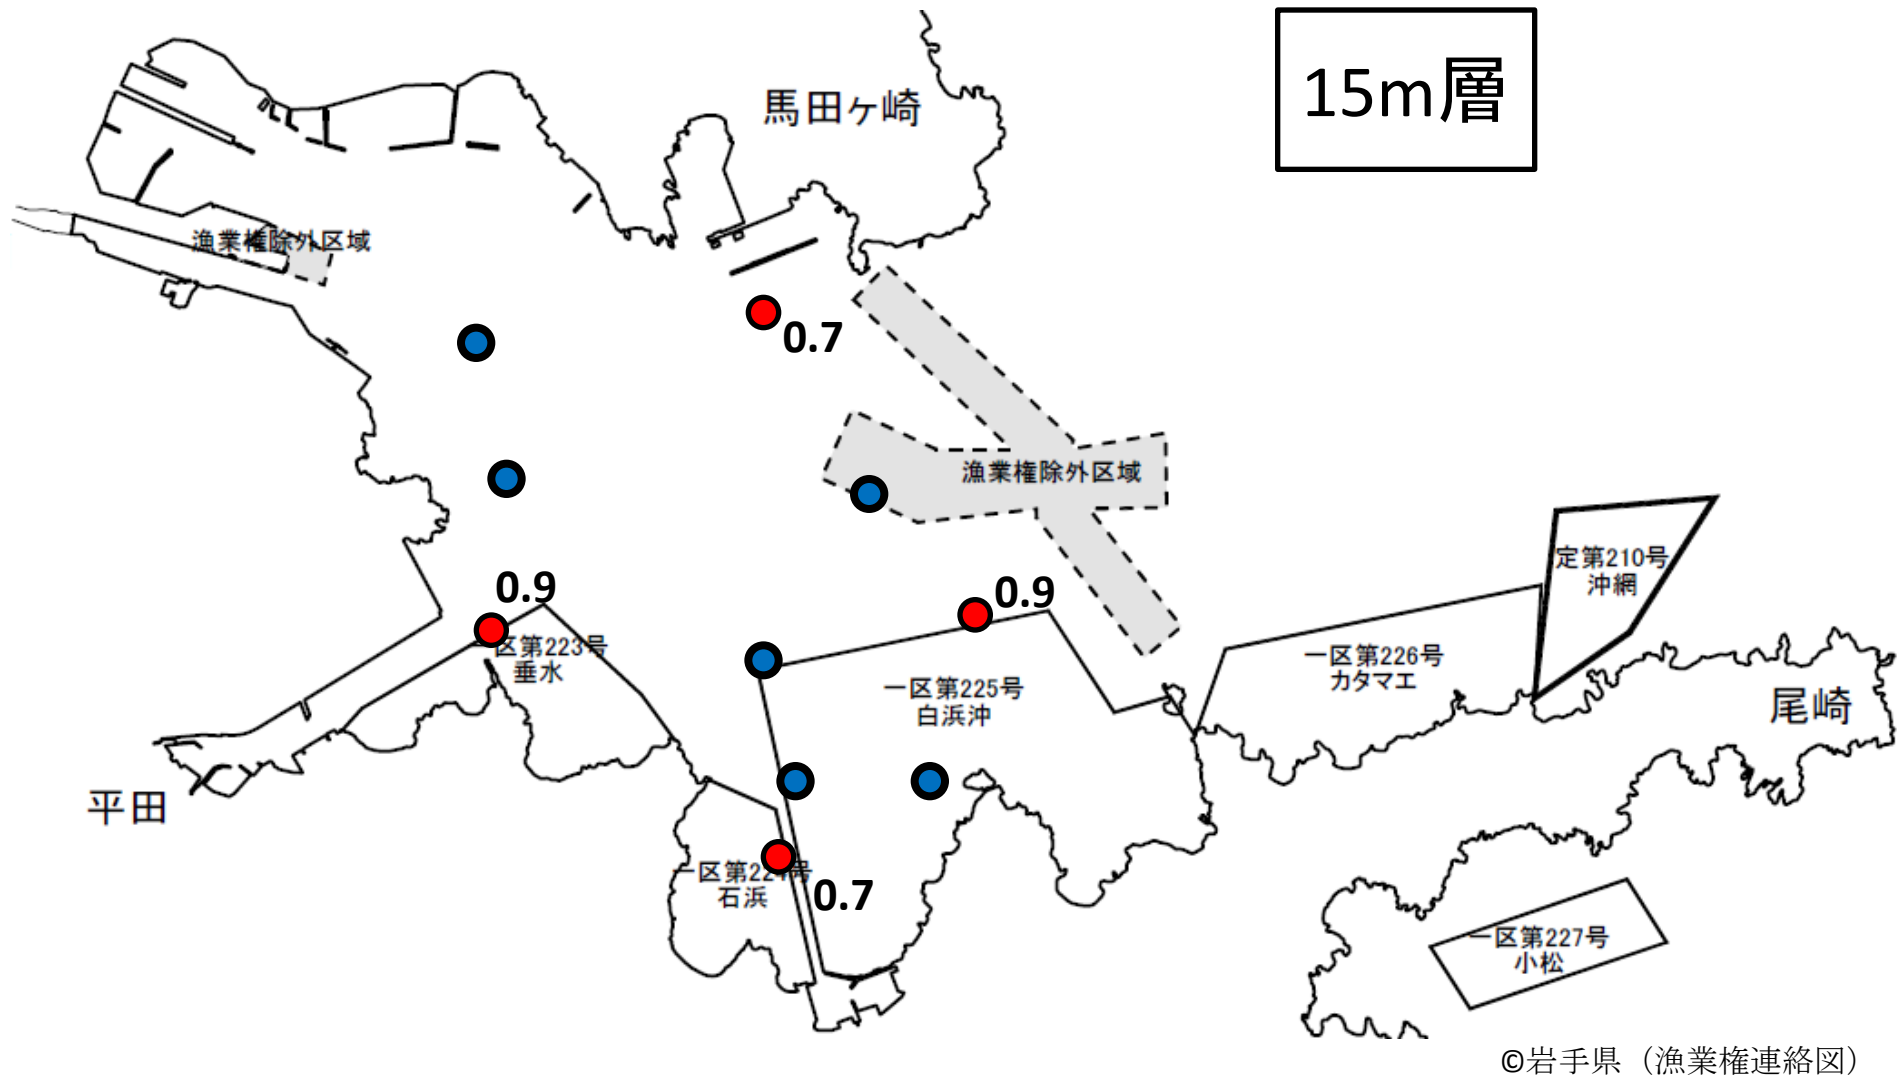 15m層
馬田ヶ崎
漁業権除外区域
0.7
漁業権除外区域
定第210号
沖網
0.9
0.9
一区第223号
垂水
一区第225号
白浜沖
一区第226号
カタマエ
尾崎
平田
一区第224号
石浜
0.7
一区第227号
小松
©岩手県（漁業権連絡図）